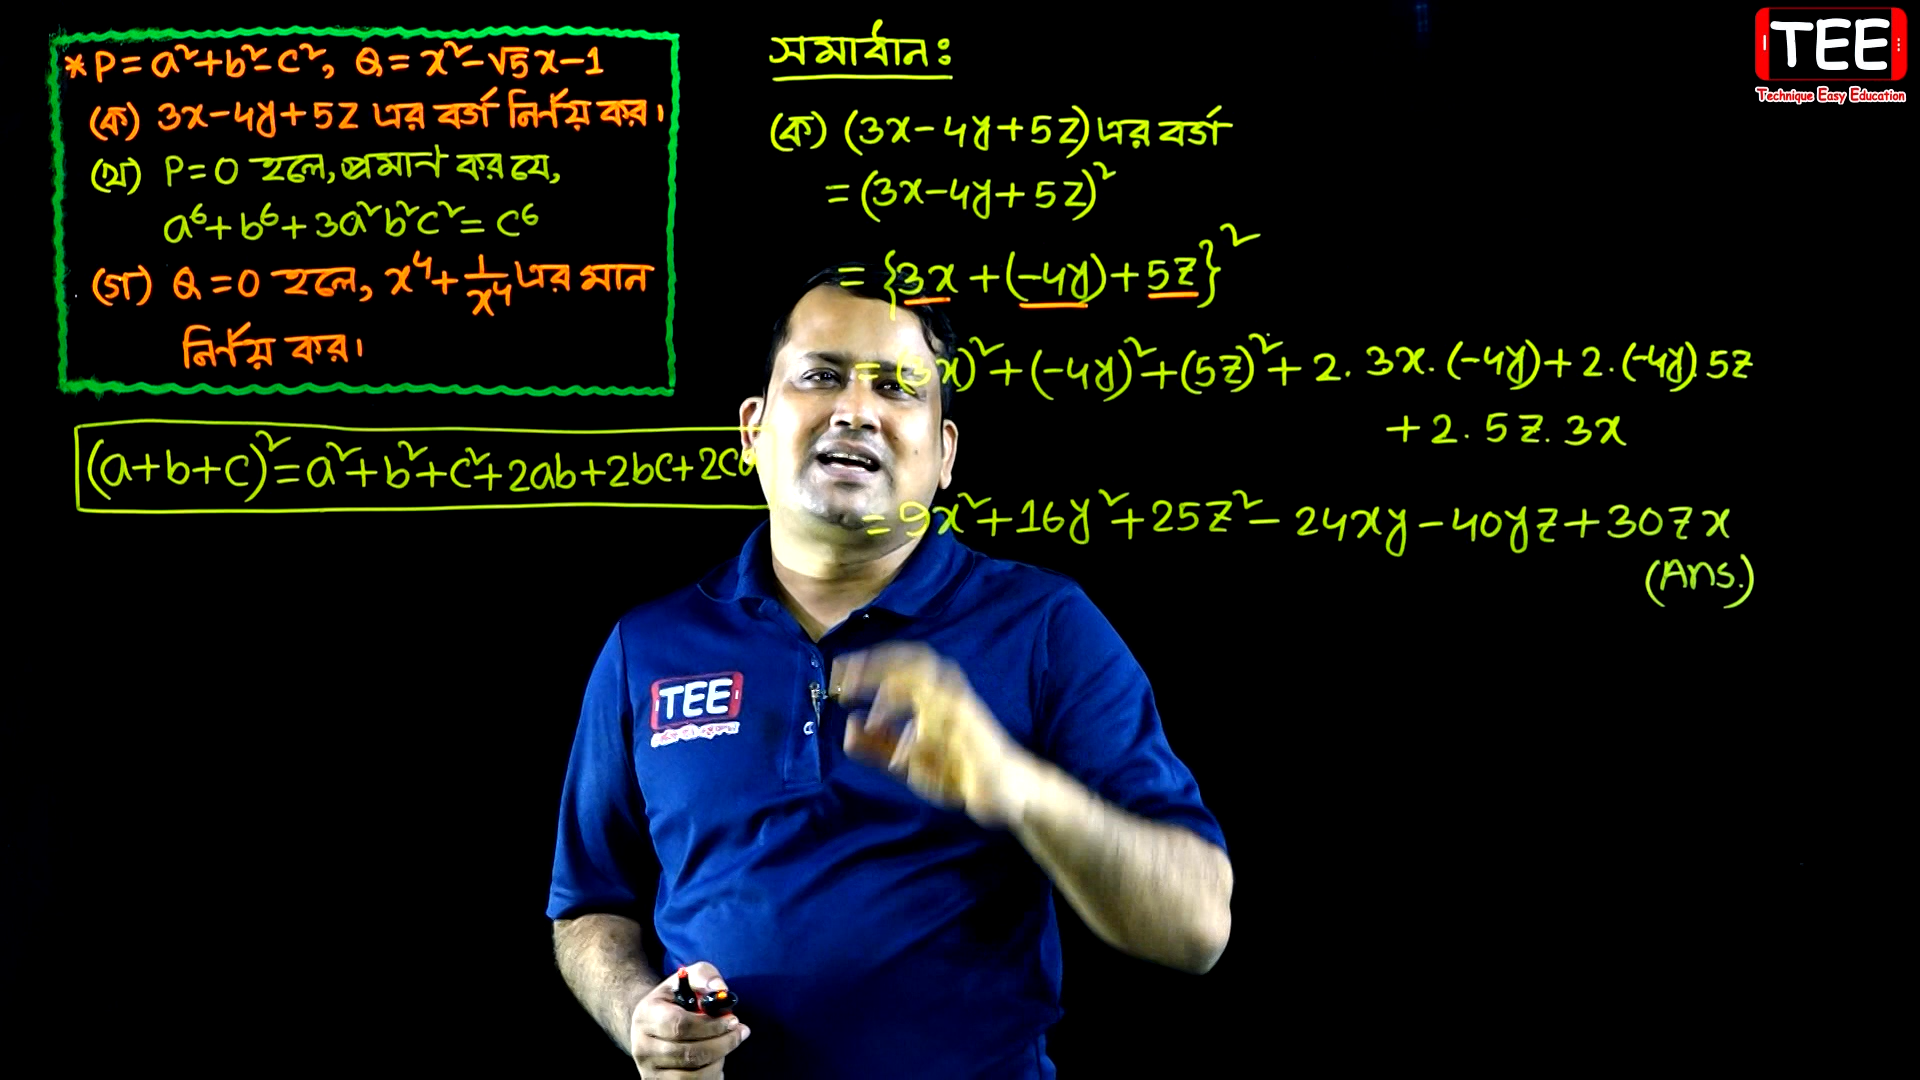 * P = a² + b² - c², Q = x² - √5 x - 1
(ক) 3x - 4y + 5z এর বর্গ নির্ণয় কর।
(খ) P = 0 হলে, প্রমাণ কর যে,
a⁶ + b⁶ + 3a²b²c² = c⁶
(গ) Q = 0 হলে, x⁴ + 1/x⁴ এর মান
নির্ণয় কর।
(a+b+c)² = a² + b² + c² + 2ab + 2bc + 2ca
সমাধান:
(ক) (3x - 4y + 5z) এর বর্গ
= (3x - 4y + 5z)²
= {3x + (-4y) + 5z}²
= (3x)² + (-4y)² + (5z)² + 2. 3x. (-4y) + 2. (-4y) 5z
+ 2. 5z. 3x
= 9x² + 16y² + 25z² - 24xy - 40yz + 30zx
(Ans.)
TEE
Technique Easy Education
TEE